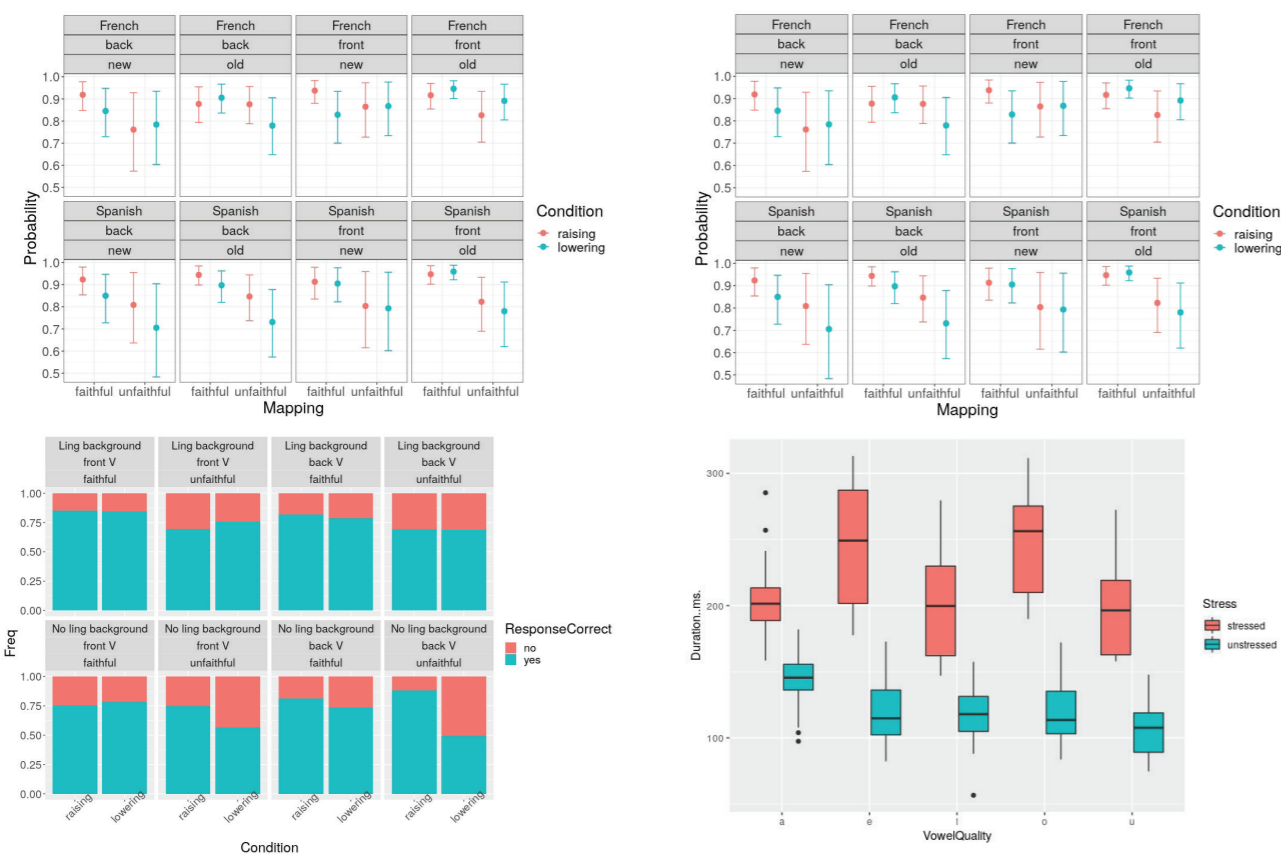 French French French French
back back front front
new old new old
1.0
0.9
0.8
0.7
0.6
0.5
Spanish Spanish Spanish Spanish
back back front front
new old new old
1.0
0.9
0.8
0.7
0.6
0.5
faithful unfaithful faithful unfaithful faithful unfaithful faithful unfaithful
Mapping
Probability
Condition
raising
lowering
French French French French
back back front front
new old new old
1.0
0.9
0.8
0.7
0.6
0.5
Spanish Spanish Spanish Spanish
back back front front
new old new old
1.0
0.9
0.8
0.7
0.6
0.5
faithful unfaithful faithful unfaithful faithful unfaithful faithful unfaithful
Mapping
Probability
Condition
raising
lowering
Ling background Ling background Ling background Ling background
front V front V back V back V
faithful unfaithful faithful unfaithful
1.00
0.75
0.50
0.25
0.00
No ling background No ling background No ling background No ling background
front V front V back V back V
faithful unfaithful faithful unfaithful
1.00
0.75
0.50
0.25
0.00
raising lowering raising lowering raising lowering raising lowering
Condition
Freq
ResponseCorrect
no
yes
300
200
100
Duration..ms.
a e i o u
VowelQuality
Stress
stressed
unstressed